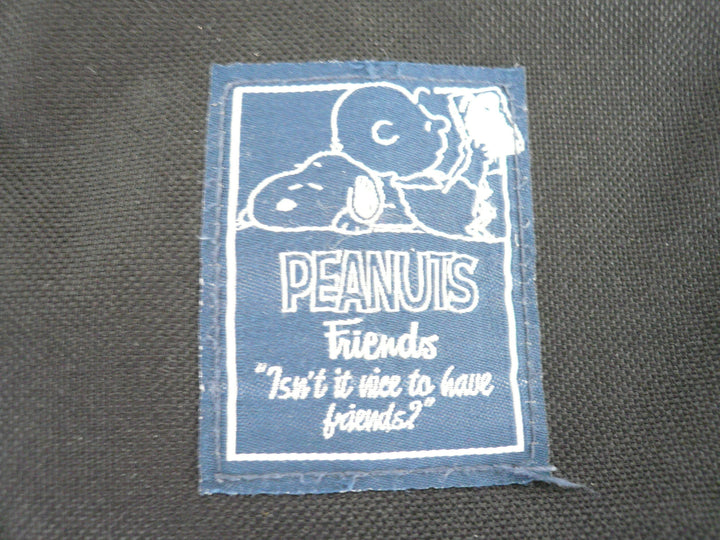 PEANUTS
Friends
"Isn't it nice to have
friends?"